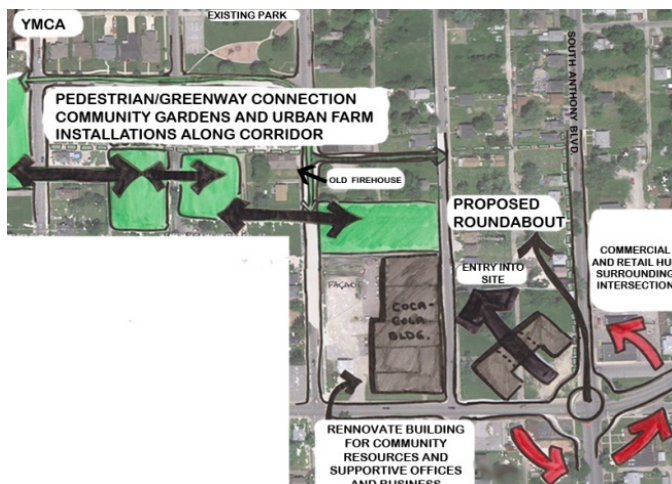 YMCA
EXISTING PARK
PEDESTRIAN/GREENWAY CONNECTION
COMMUNITY GARDENS AND URBAN FARM
INSTALLATIONS ALONG CORRIDOR
SOUTH ANTHONY BLVD.
OLD FIREHOUSE
PROPOSED
ROUNDABOUT
COMMERCIAL
AND RETAIL HU
SURROUNDING
INTERSECTION
ENTRY INTO
SITE
FAÇADE
COCA-
COLA
BLDG.
RENNOVATE BUILDING
FOR COMMUNITY
RESOURCES AND
SUPPORTIVE OFFICES
AND BUSINESS